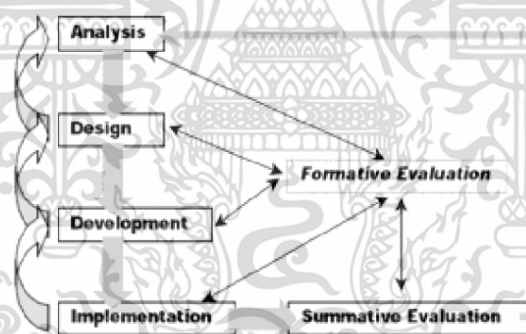 Analysis
Design
Formative Evaluation
Development
Implementation
Summative Evaluation